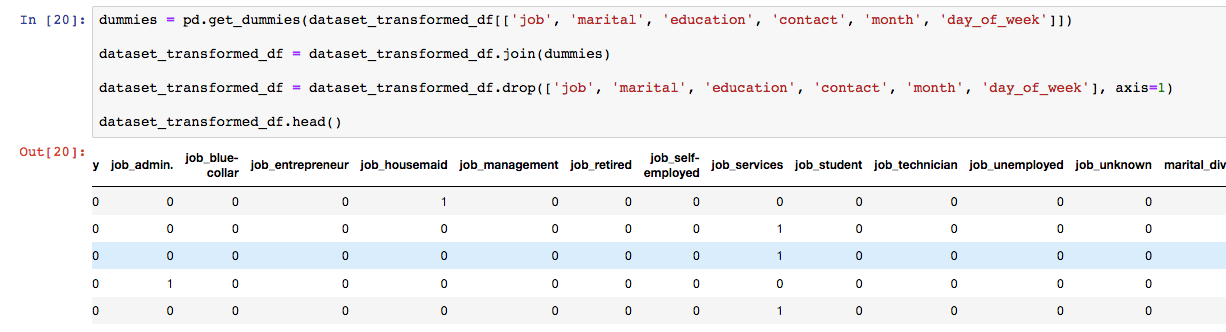 In [20]: dummies = pd.get_dummies(dataset_transformed_df[['job', 'marital', 'education', 'contact', 'month', 'day_of_week']])
dataset_transformed_df = dataset_transformed_df.join(dummies)
dataset_transformed_df = dataset_transformed_df.drop(['job', 'marital', 'education', 'contact', 'month', 'day_of_week'], axis=1)
dataset_transformed_df.head()
Out[20]:
y job_admin. job_blue-collar job_entrepreneur job_housemaid job_management job_retired job_self-employed job_services job_student job_technician job_unemployed job_unknown marital_div
0 0 0 0 1 0 0 0 0 0 0 0 0
0 0 0 0 0 0 0 0 1 0 0 0 0
0 0 0 0 0 0 0 0 1 0 0 0 0
0 1 0 0 0 0 0 0 0 0 0 0 0
0 0 0 0 0 0 0 0 1 0 0 0 0